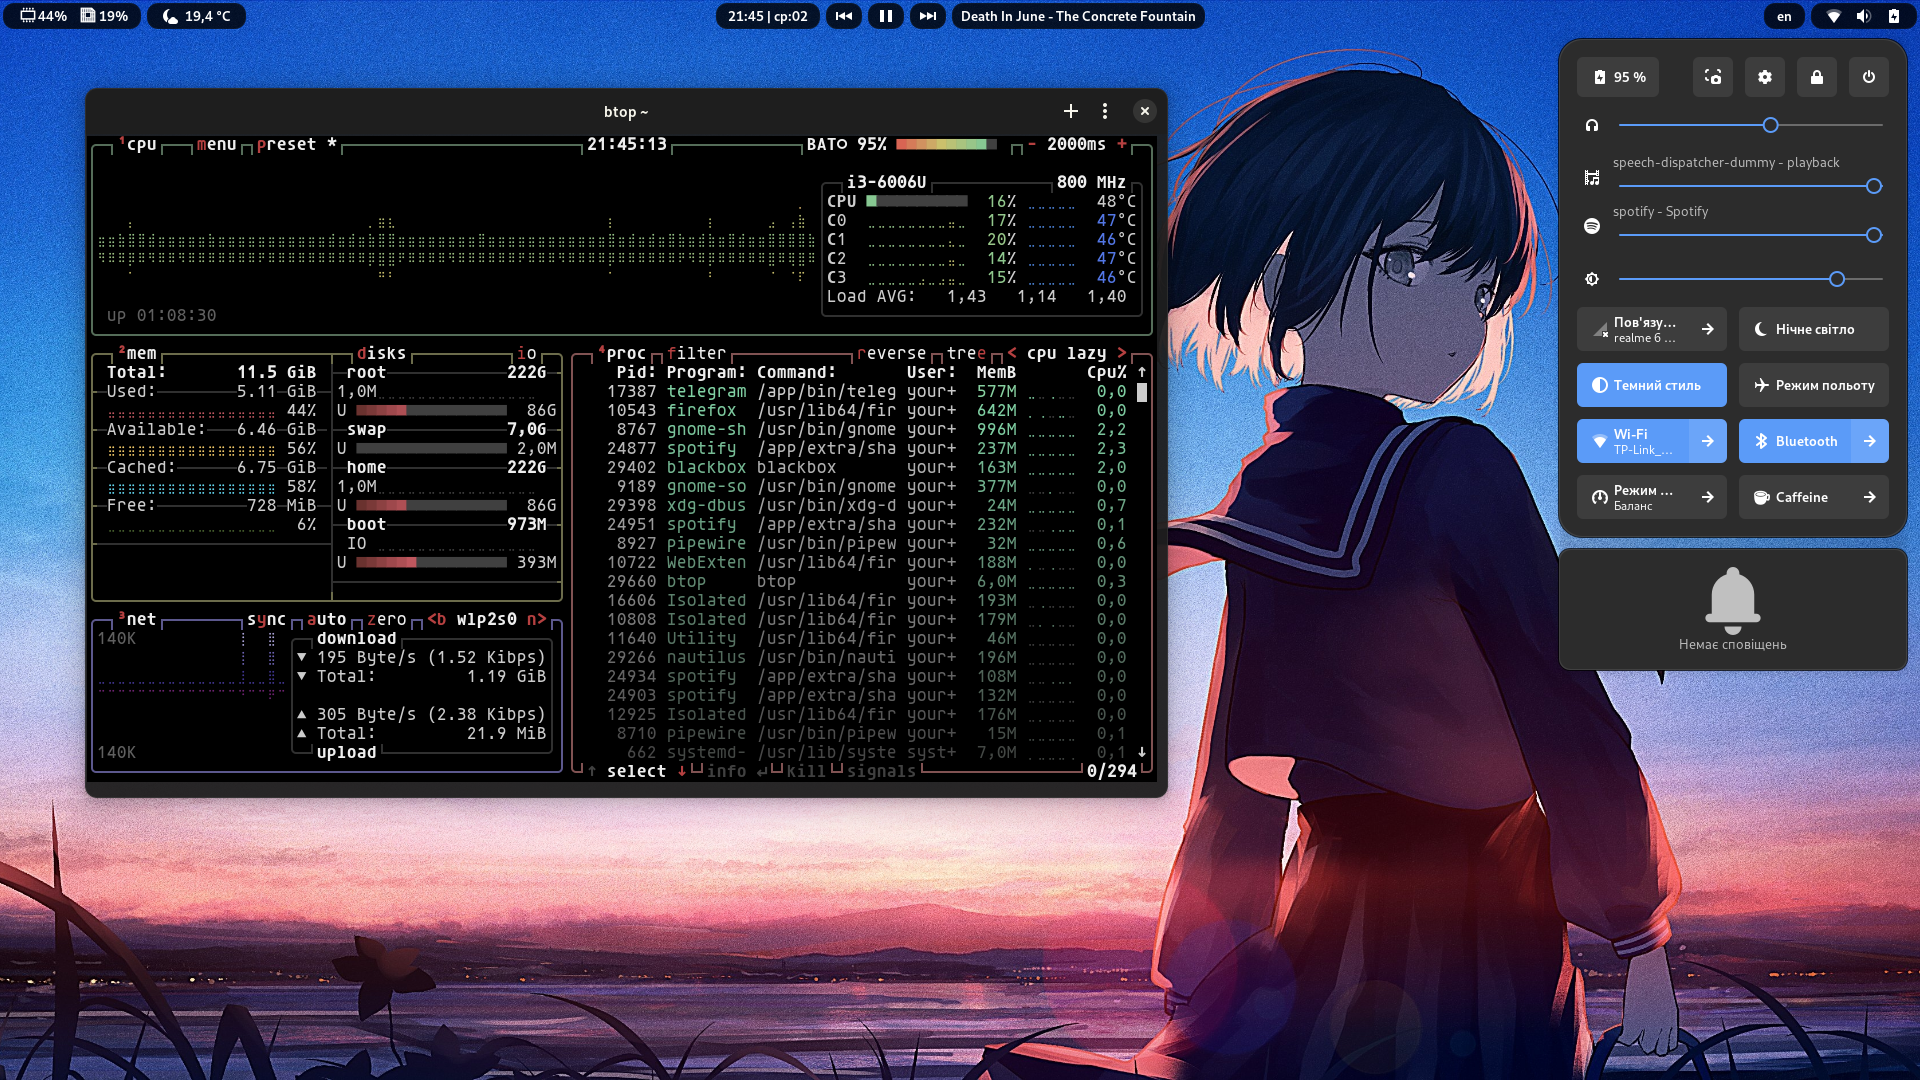 44% 19% 19,4 °C
21:45 | ср:02
Death In June - The Concrete Fountain
en
btop ~
¹cpu menu preset * 21:45:13 BAT 95% - 2000ms +
i3-6006U 800 MHz
CPU 16% 48°C
C0 17% 47°C
C1 20% 46°C
C2 14% 47°C
C3 15% 46°C
Load AVG: 1,43 1,14 1,40
up 01:08:30
²mem
Total: 11.5 GiB
Used: 5.11 GiB
44%
Available: 6.46 GiB
56%
Cached: 6.75 GiB
58%
Free: 728 MiB
6%
disks io
root 222G
1,0M
U 86G
swap 7,0G
U 2,0M
home 222G
1,0M
U 86G
boot 973M
IO
U 393M
³net sync auto zero <b wlp2s0 n>
140K
download
▼ 195 Byte/s (1.52 Kibps)
▼ Total: 1.19 GiB
▲ 305 Byte/s (2.38 Kibps)
▲ Total: 21.9 MiB
upload
140K
⁴proc filter reverse tree < cpu lazy >
Pid: Program: Command: User: MemB Cpu% ↑
17387 telegram /app/bin/teleg your+ 577M 0,0
10543 firefox /usr/lib64/fir your+ 642M 0,0
8767 gnome-sh /usr/bin/gnome your+ 996M 2,2
24877 spotify /app/extra/sha your+ 237M 2,3
29402 blackbox blackbox your+ 163M 2,0
9189 gnome-so /usr/bin/gnome your+ 377M 0,0
29398 xdg-dbus /usr/bin/xdg-d your+ 24M 0,7
24951 spotify /app/extra/sha your+ 232M 0,1
8927 pipewire /usr/bin/pipew your+ 32M 0,6
10722 WebExten /usr/lib64/fir your+ 188M 0,0
29660 btop btop your+ 6,0M 0,3
16606 Isolated /usr/lib64/fir your+ 193M 0,0
10808 Isolated /usr/lib64/fir your+ 179M 0,0
11640 Utility /usr/lib64/fir your+ 46M 0,0
29266 nautilus /usr/bin/nauti your+ 196M 0,0
24934 spotify /app/extra/sha your+ 108M 0,0
24903 spotify /app/extra/sha your+ 132M 0,0
12925 Isolated /usr/lib64/fir your+ 176M 0,0
8710 pipewire /usr/bin/pipew your+ 15M 0,1
662 systemd- /usr/lib/syste syst+ 7,0M 0,1 ↓
↑ select ↓ info ↵ kill signals 0/294
95 %
speech-dispatcher-dummy - playback
spotify - Spotify
Пов'язу…
realme 6 …
Нічне світло
Темний стиль
Режим польоту
Wi-Fi
TP-Link_…
Bluetooth
Режим …
Баланс
Caffeine
Немає сповіщень